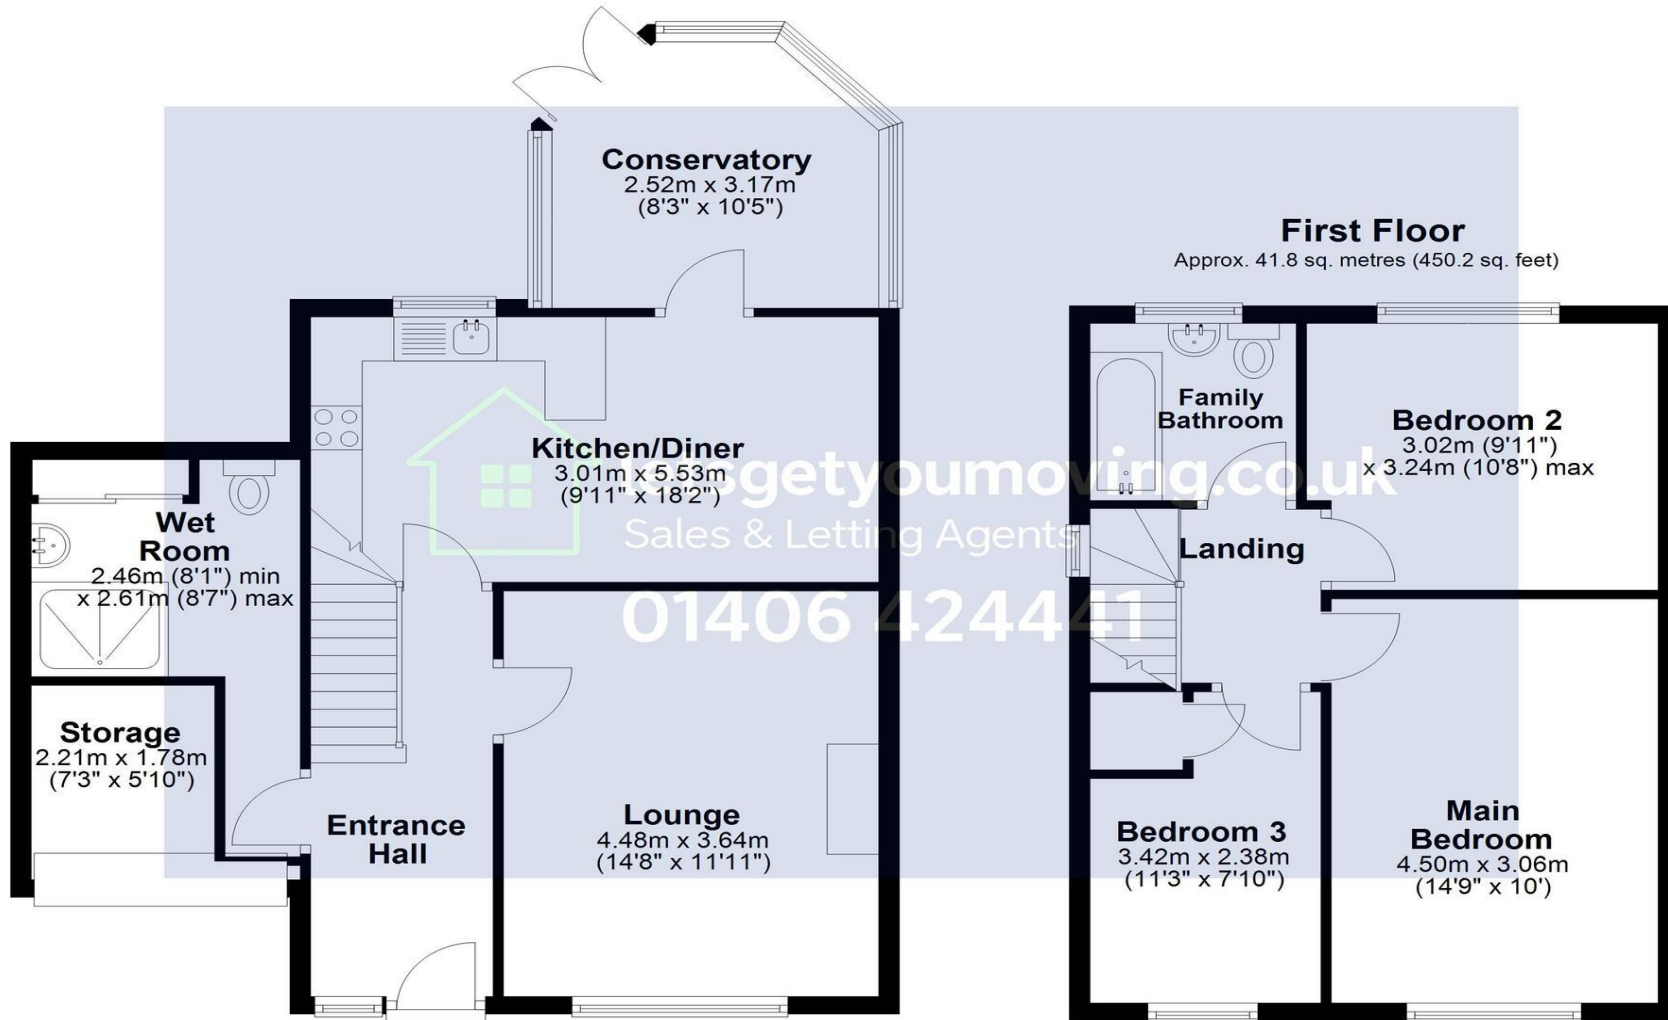 Conservatory
2.52m x 3.17m
(8'3" x 10'5")
First Floor
Approx. 41.8 sq. metres (450.2 sq. feet)
Kitchen/Diner
3.01m x 5.53m
(9'11" x 18'2")
Family
Bathroom
Bedroom 2
3.02m (9'11")
x 3.24m (10'8") max
letsgetyoumoving.co.uk
Sales & Letting Agents
01406 424441
Wet
Room
2.46m (8'1") min
x 2.61m (8'7") max
Landing
Storage
2.21m x 1.78m
(7'3" x 5'10")
Entrance
Hall
Lounge
4.48m x 3.64m
(14'8" x 11'11")
Bedroom 3
3.42m x 2.38m
(11'3" x 7'10")
Main
Bedroom
4.50m x 3.06m
(14'9" x 10')